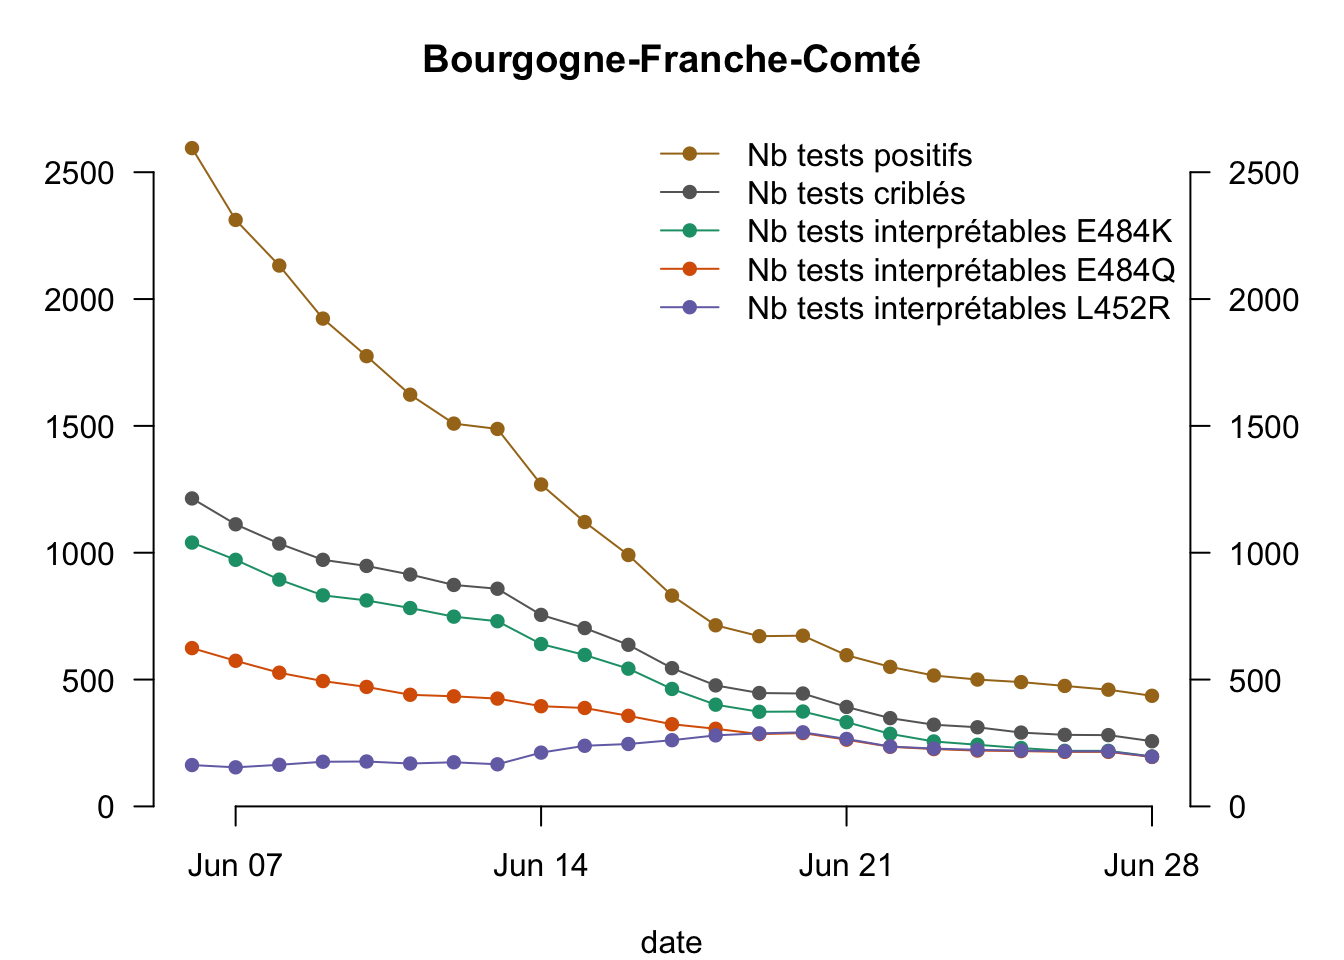 Bourgogne-Franche-Comté
Nb tests positifs
Nb tests criblés
Nb tests interprétables E484K
Nb tests interprétables E484Q
Nb tests interprétables L452R
2500
2000
1500
1000
500
0
2500
2000
1500
1000
500
0
Jun 07
Jun 14
Jun 21
Jun 28
date